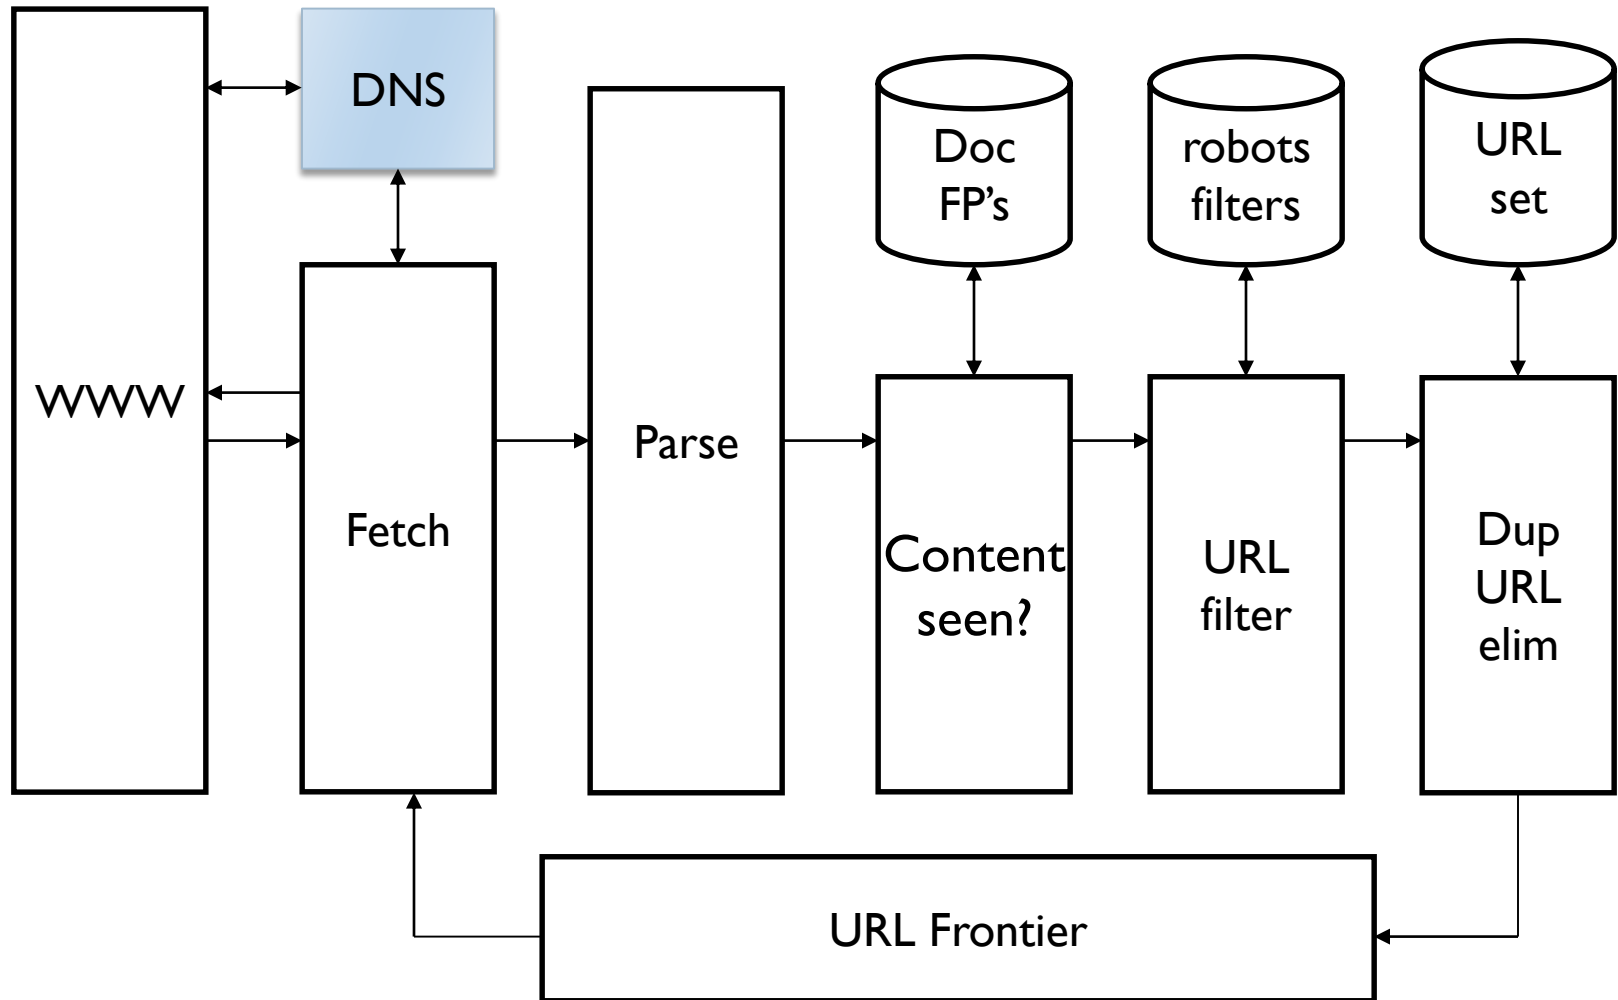 WWW
DNS
Fetch
Parse
Doc
FP's
Content
seen?
robots
filters
URL
filter
URL
set
Dup
URL
elim
URL Frontier